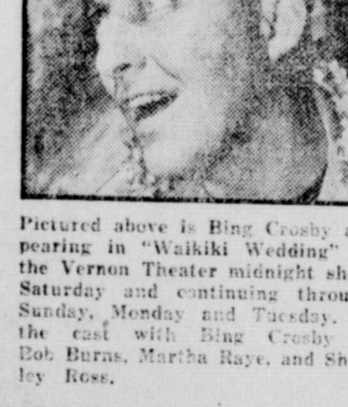 Pictured above is Bing Crosby a
pearing in "Waikiki Wedding"
the Vernon Theater midnight sh
Saturday and continuing throu
Sunday, Monday and Tuesday.
the cast with Bing Crosby
Bob Burns, Martha Raye, and Sh
ley Ross.